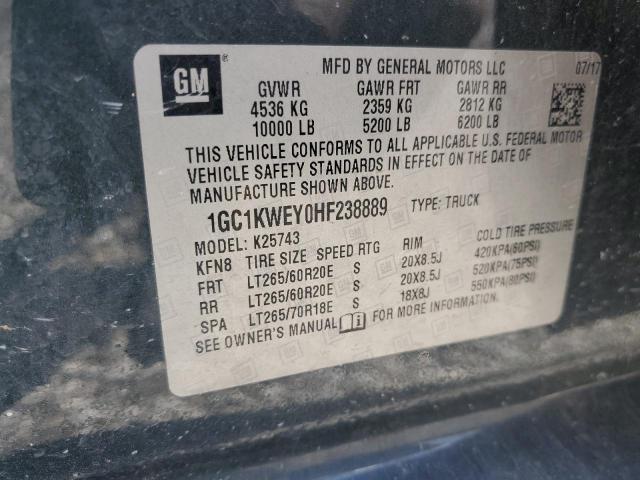 GM ® MFD BY GENERAL MOTORS LLC 07/17
GVWR GAWR FRT GAWR RR
4536 KG 2359 KG 2812 KG
10000 LB 5200 LB 6200 LB
THIS VEHICLE CONFORMS TO ALL APPLICABLE U.S. FEDERAL MOTOR
VEHICLE SAFETY STANDARDS IN EFFECT ON THE DATE OF
MANUFACTURE SHOWN ABOVE.
1GC1KWEY0HF238889 TYPE: TRUCK
MODEL: K25743
KFN8 TIRE SIZE SPEED RTG RIM COLD TIRE PRESSURE
FRT LT265/60R20E S 20X8.5J 420KPA(60PSI)
RR LT265/60R20E S 20X8.5J 520KPA(75PSI)
SPA LT265/70R18E S 18X8J 550KPA(80PSI)
SEE OWNER'S MANUAL FOR MORE INFORMATION.